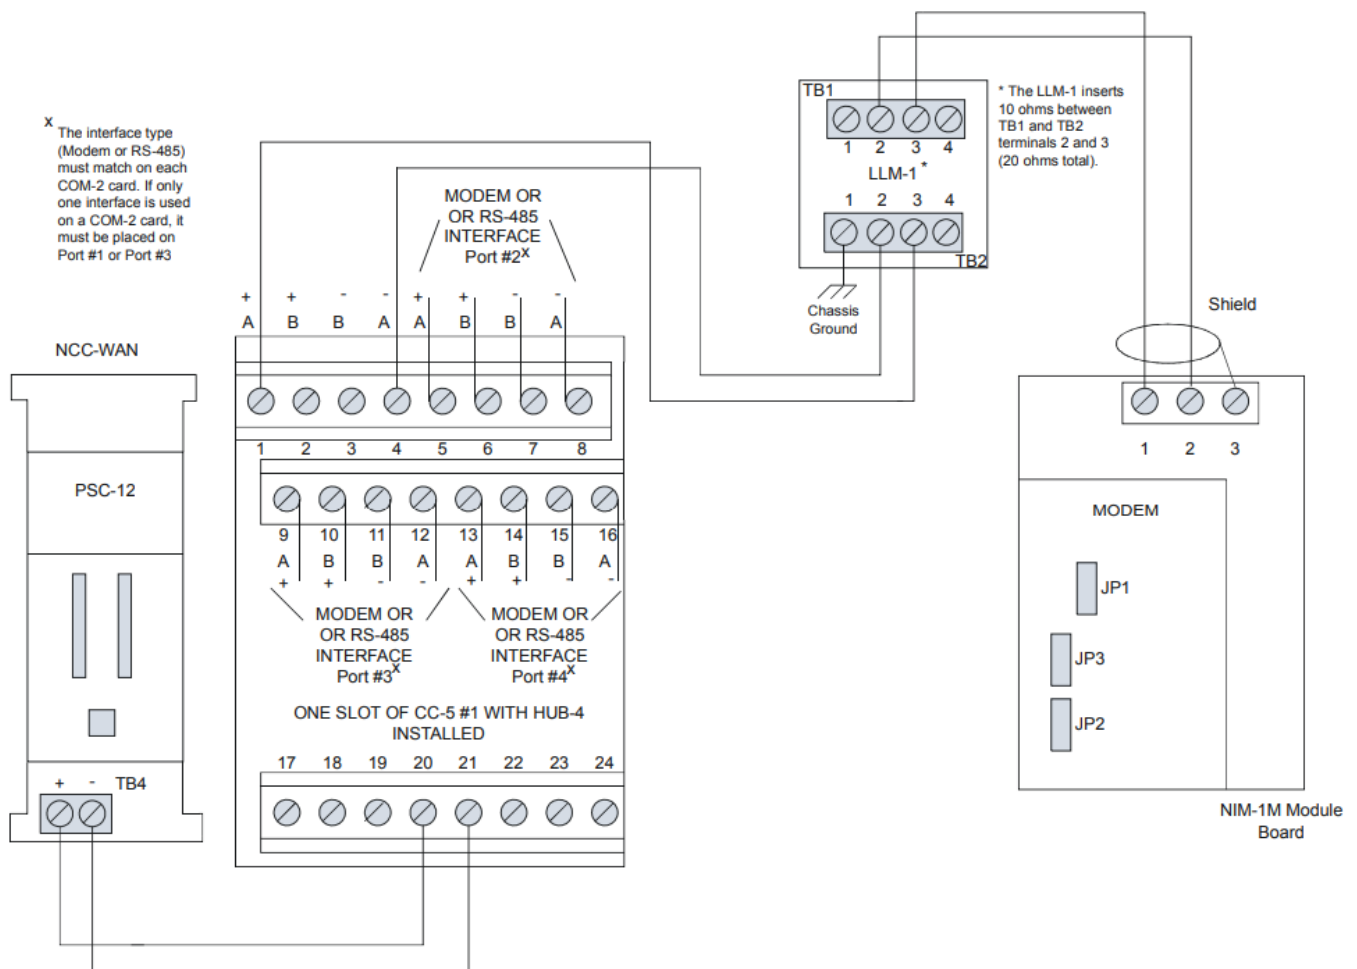 x
The interface type
(Modem or RS-485)
must match on each
COM-2 card. If only
one interface is used
on a COM-2 card, it
must be placed on
Port #1 or Port #3
TB1
1 2 3 4
LLM-1 *
1 2 3 4
TB2
* The LLM-1 inserts
10 ohms between
TB1 and TB2
terminals 2 and 3
(20 ohms total).
Chassis
Ground
MODEM OR
OR RS-485
INTERFACE
Port #2X
+ + - - + + - -
A B B A A B B A
1 2 3 4 5 6 7 8
9 10 11 12 13 14 15 16
A B B A A B B A
+ + - - + + - -
MODEM OR
OR RS-485
INTERFACE
Port #3X
MODEM OR
OR RS-485
INTERFACE
Port #4X
ONE SLOT OF CC-5 #1 WITH HUB-4
INSTALLED
17 18 19 20 21 22 23 24
NCC-WAN
PSC-12
+ - TB4
Shield
1 2 3
MODEM
JP1
JP3
JP2
NIM-1M Module
Board